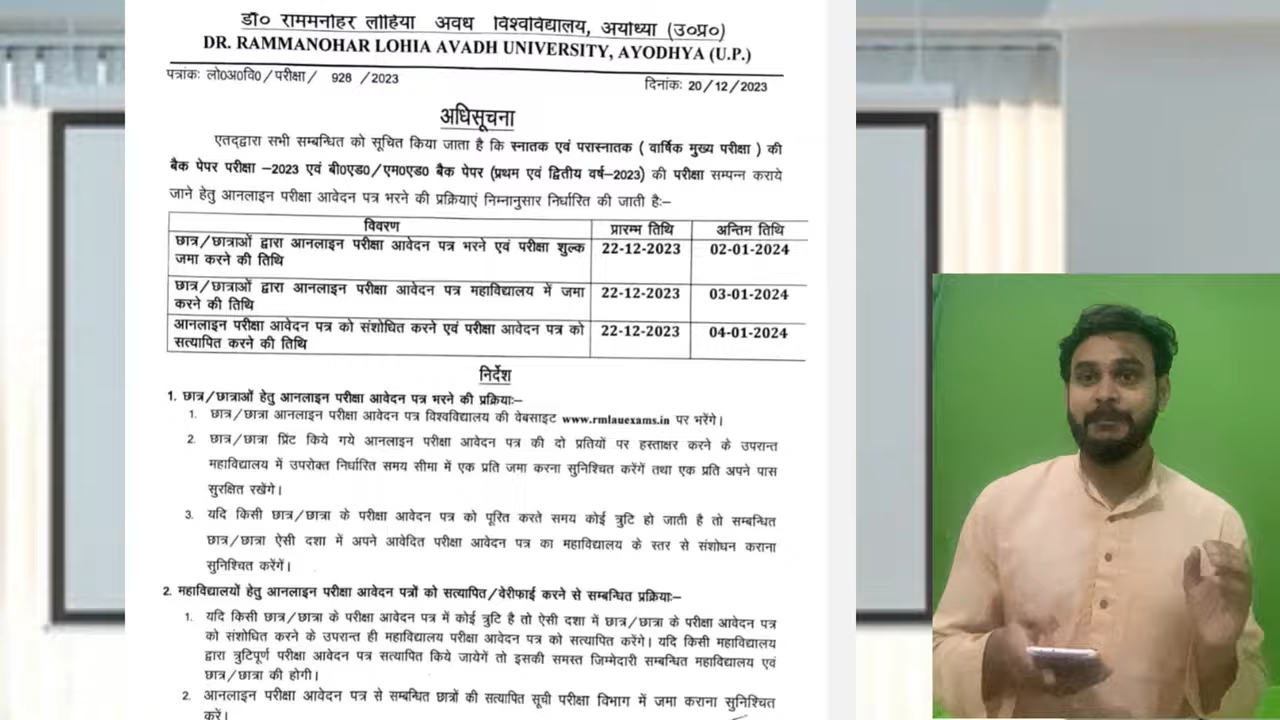 डॉ० राममनोहर लोहिया अवध विश्वविद्यालय, अयोध्या (उ०प्र०)
DR. RAMMANOHAR LOHIA AVADH UNIVERSITY, AYODHYA (U.P.)
पत्रांकः लो0अ0वि0/परीक्षा/ 928 /2023
दिनांकः 20/12/2023
अधिसूचना
एतद्द्वारा सभी सम्बन्धित को सूचित किया जाता है कि स्नातक एवं परास्नातक ( वार्षिक मुख्य परीक्षा ) की
बैक पेपर परीक्षा –2023 एवं बी0एड0/एम0एड0 बैक पेपर (प्रथम एवं द्वितीय वर्ष–2023) की परीक्षा सम्पन्न कराये
जाने हेतु आनलाइन परीक्षा आवेदन पत्र भरने की प्रक्रियाएं निम्नानुसार निर्धारित की जाती हैः–
विवरण प्रारम्भ तिथि अन्तिम तिथि
छात्र/छात्राओं द्वारा आनलाइन परीक्षा आवेदन पत्र भरने एवं परीक्षा शुल्क 22-12-2023 02-01-2024
जमा करने की तिथि
छात्र/छात्राओं द्वारा आनलाइन परीक्षा आवेदन पत्र महाविद्यालय में जमा 22-12-2023 03-01-2024
करने की तिथि
आनलाइन परीक्षा आवेदन पत्र को संशोधित करने एवं परीक्षा आवेदन पत्र को 22-12-2023 04-01-2024
सत्यापित करने की तिथि
निर्देश
1. छात्र/छात्राओं हेतु आनलाइन परीक्षा आवेदन पत्र भरने की प्रक्रियाः–
1. छात्र/छात्रा आनलाइन परीक्षा आवेदन पत्र विश्वविद्यालय की वेबसाइट www.rmlauexams.in पर भरेंगे।
2. छात्र/छात्रा प्रिंट किये गये आनलाइन परीक्षा आवेदन पत्र की दो प्रतियों पर हस्ताक्षर करने के उपरान्त
महाविद्यालय में उपरोक्त निर्धारित समय सीमा में एक प्रति जमा करना सुनिश्चित करेंगें तथा एक प्रति अपने पास
सुरक्षित रखेंगे।
3. यदि किसी छात्र/छात्रा के परीक्षा आवेदन पत्र को पूरित करते समय कोई त्रुटि हो जाती है तो सम्बन्धित
छात्र/छात्रा ऐसी दशा में अपने आवेदित परीक्षा आवेदन पत्र का महाविद्यालय के स्तर से संशोधन कराना
सुनिश्चित करेंगें।
2. महाविद्यालयों हेतु आनलाइन परीक्षा आवेदन पत्रों को सत्यापित/वेरीफाई करने से सम्बन्धित प्रक्रियाः–
1. यदि किसी छात्र/छात्रा के परीक्षा आवेदन पत्र में कोई त्रुटि है तो ऐसी दशा में छात्र/छात्रा के परीक्षा आवेदन पत्र
को संशोधित करने के उपरान्त ही महाविद्यालय परीक्षा आवेदन पत्र को सत्यापित करेंगे। यदि किसी महाविद्यालय
द्वारा त्रुटिपूर्ण परीक्षा आवेदन पत्र सत्यापित किये जायेगें तो इसकी समस्त जिम्मेदारी सम्बन्धित महाविद्यालय एवं
छात्र/छात्रा की होगी।
2. आनलाइन परीक्षा आवेदन पत्र से सम्बन्धित छात्रों की सत्यापित सूची परीक्षा विभाग में जमा कराना सुनिश्चित
करें।